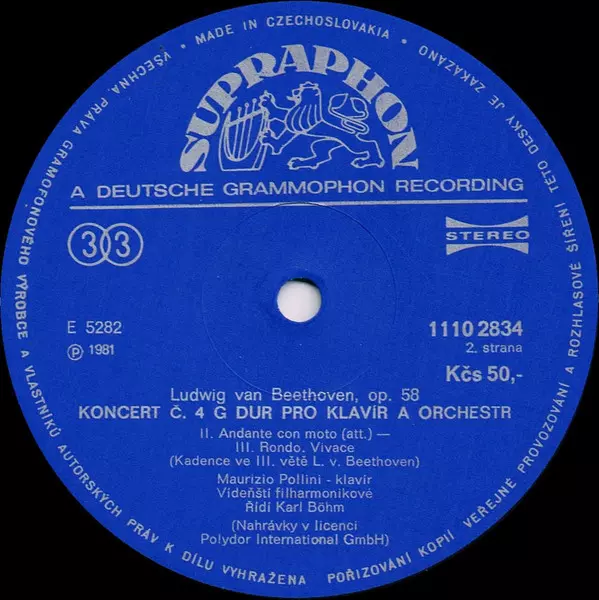 MADE IN CZECHOSLOVAKIA
SUPRAPHON
A DEUTSCHE GRAMMOPHON RECORDING
33
STEREO
E 5282
1110 2834
Ⓟ 1981
2. strana
Kčs 50,-
Ludwig van Beethoven, op. 58
KONCERT Č. 4 G DUR PRO KLAVÍR A ORCHESTR
II. Andante con moto (att.) —
III. Rondo. Vivace
(Kadence ve III. větě L. v. Beethoven)
Maurizio Pollini - klavír
Vídeňští filharmonikové
Řídí Karl Böhm
(Nahrávky v licenci
Polydor International GmbH)
VŠECHNA PRÁVA GRAMOFONOVÉHO VÝROBCE A VLASTNÍKŮ AUTORSKÝCH PRÁV K DÍLU VYHRAŽENA POŘIZOVÁNÍ KOPIÍ VEŘEJNÉ PROVOZOVÁNÍ A ROZHLASOVÉ ŠÍŘENÍ TÉTO DESKY JE ZAKÁZÁNO